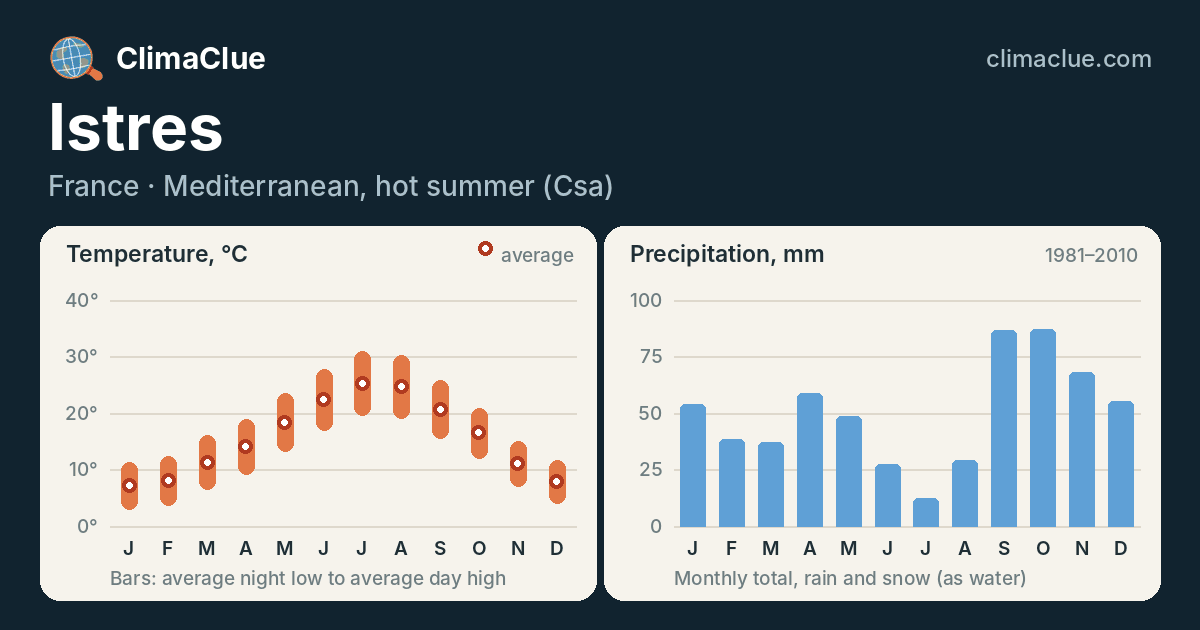 ClimaClue
climaclue.com
Istres
France · Mediterranean, hot summer (Csa)
Temperature, °C
average
40°
30°
20°
10°
0°
J F M A M J J A S O N D
Bars: average night low to average day high
Precipitation, mm
1981–2010
100
75
50
25
0
J F M A M J J A S O N D
Monthly total, rain and snow (as water)